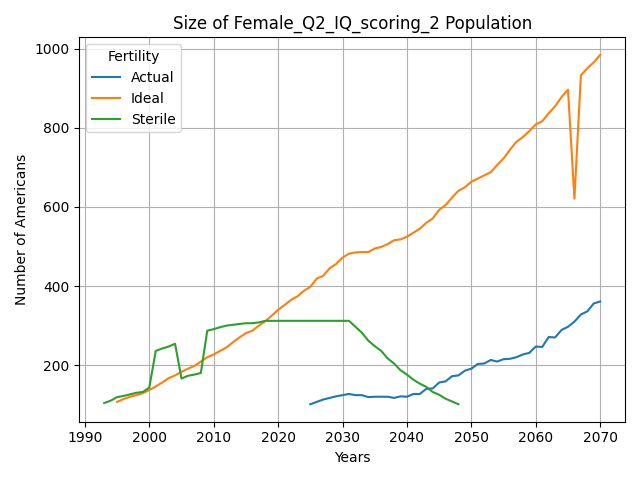 Size of Female_Q2_IQ_scoring_2 Population
Fertility
Actual
Ideal
Sterile
Number of Americans
1000
800
600
400
200
1990 2000 2010 2020 2030 2040 2050 2060 2070
Years